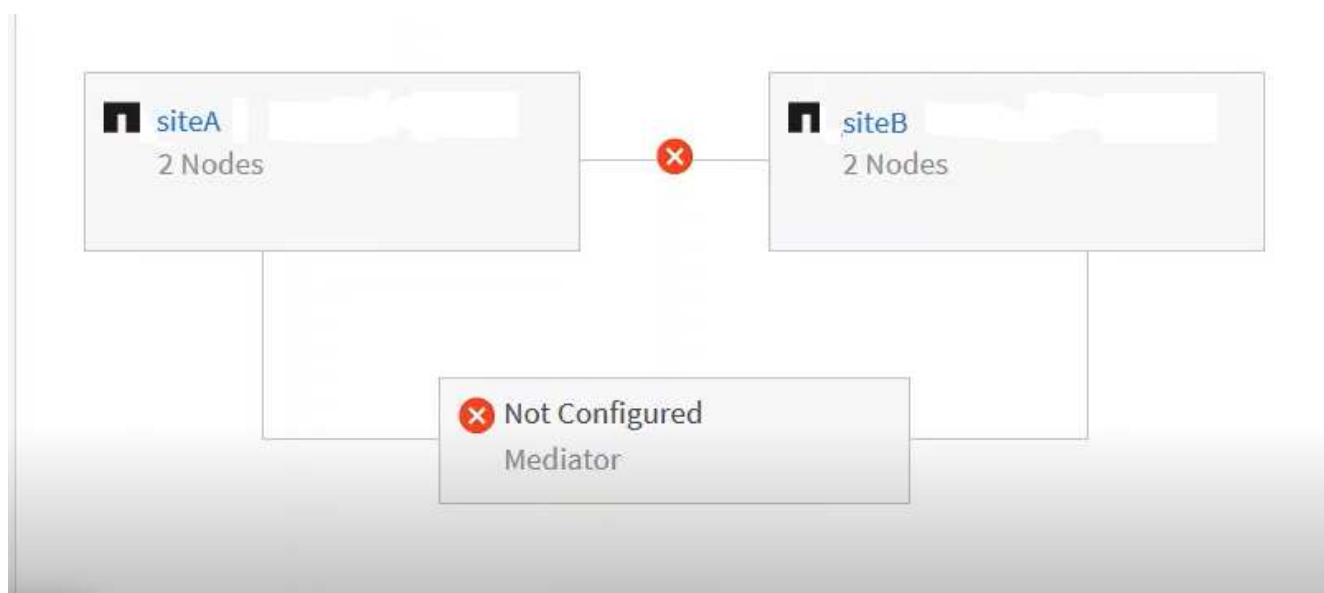 siteA
2 Nodes
siteB
2 Nodes
Not Configured
Mediator